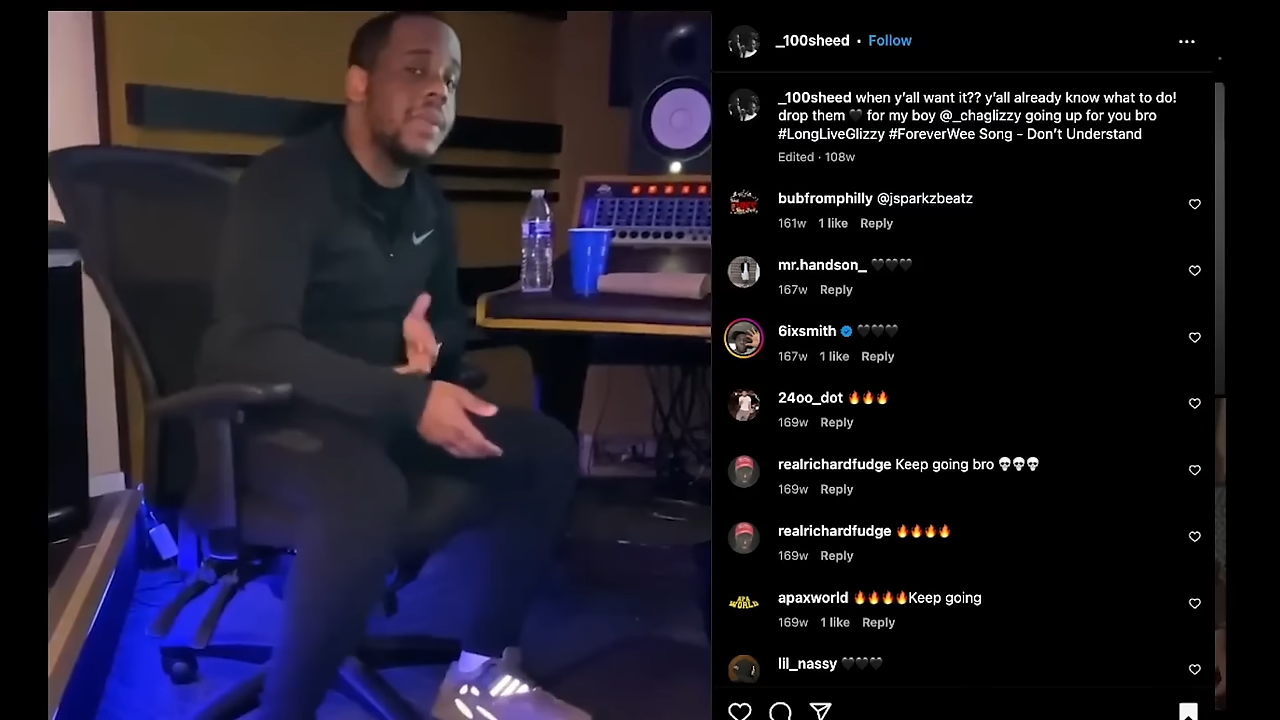 _100sheed • Follow
_100sheed when y'all want it?? y'all already know what to do!
drop them 🖤 for my boy @_chaglizzy going up for you bro
#LongLiveGlizzy #ForeverWee Song - Don't Understand
Edited · 108w
bubfromphilly @jsparkzbeatz
161w 1 like Reply
mr.handson_ 🖤🖤🖤
167w Reply
6ixsmith 🖤🖤🖤
167w 1 like Reply
24oo_dot 🔥🔥🔥
169w Reply
realrichardfudge Keep going bro 💀💀💀
169w Reply
realrichardfudge 🔥🔥🔥🔥
169w Reply
apaxworld 🔥🔥🔥🔥Keep going
169w 1 like Reply
lil_nassy 🖤🖤🖤